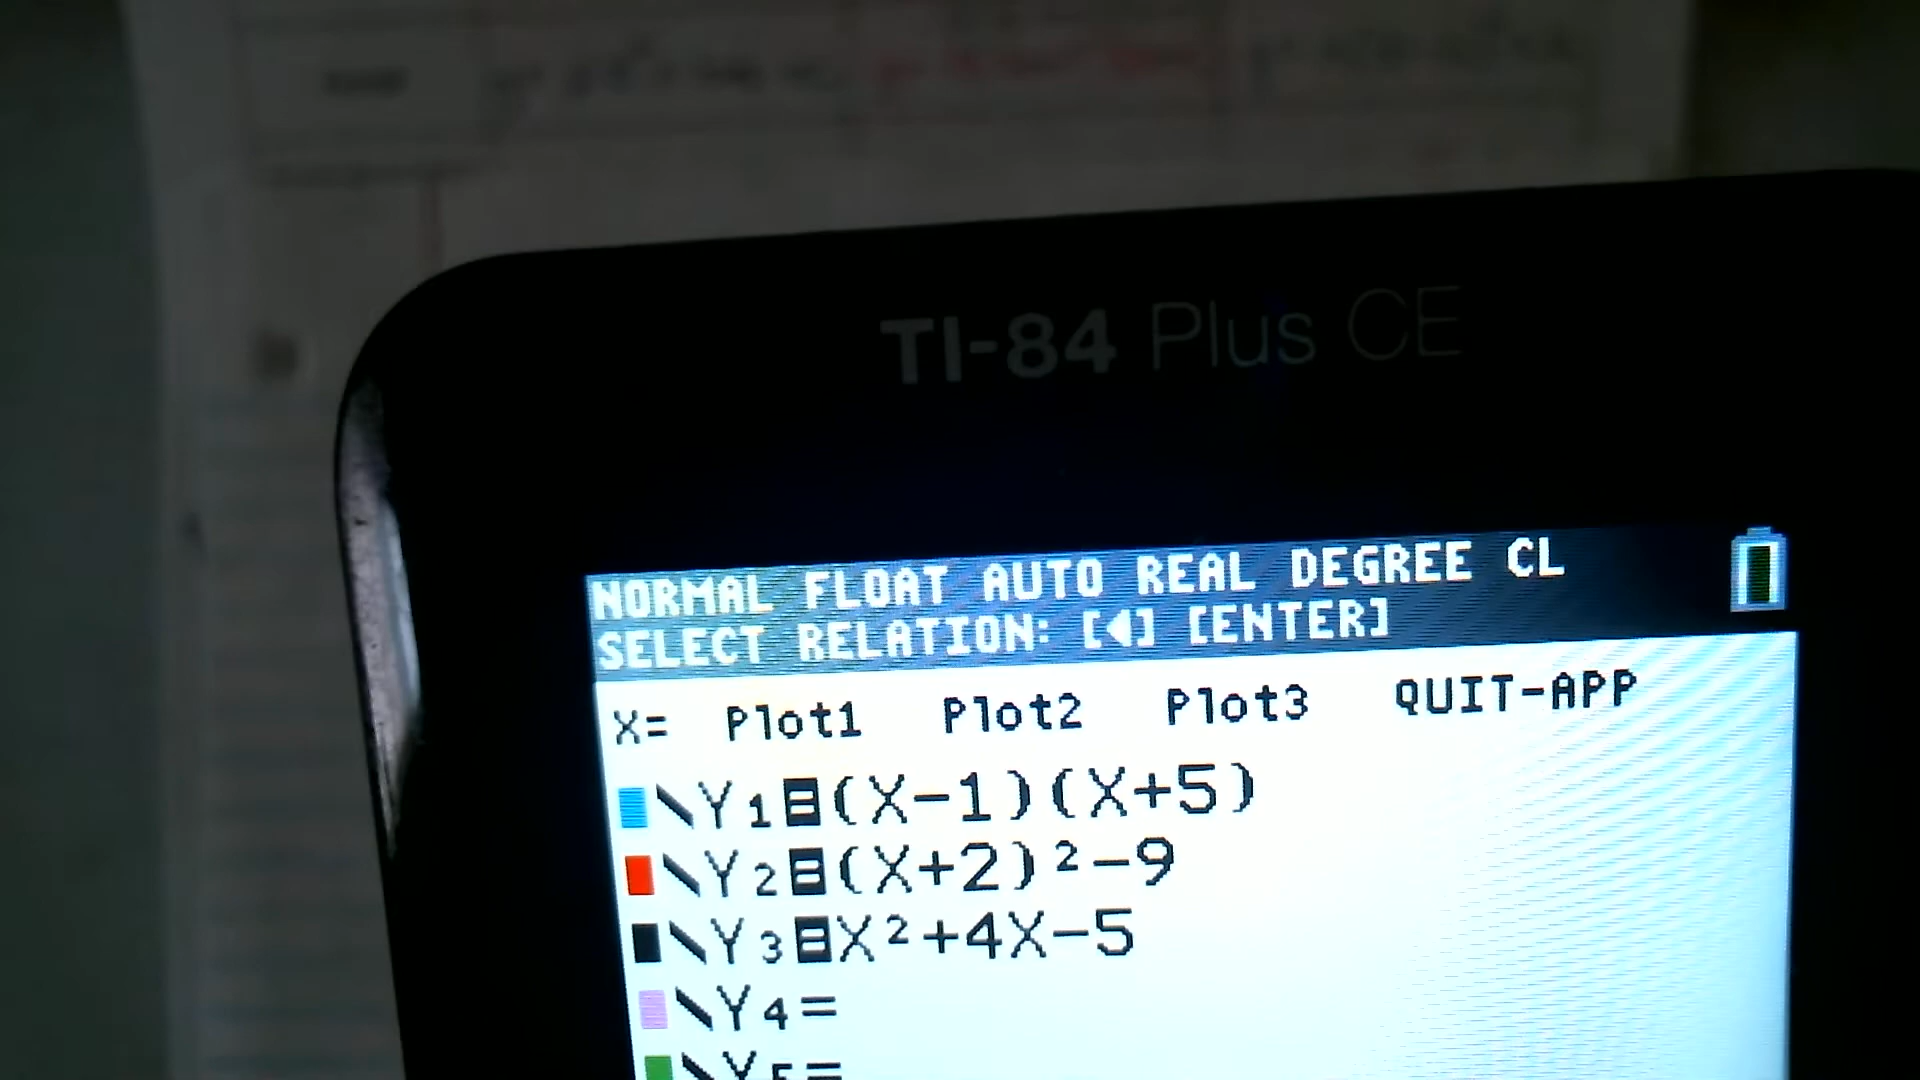 TI-84 Plus CE
NORMAL FLOAT AUTO REAL DEGREE CL
SELECT RELATION: [◀] [ENTER]
X= Plot1 Plot2 Plot3 QUIT-APP
\Y1=(X-1)(X+5)
\Y2=(X+2)²-9
\Y3=X²+4X-5
\Y4=
\Y5=